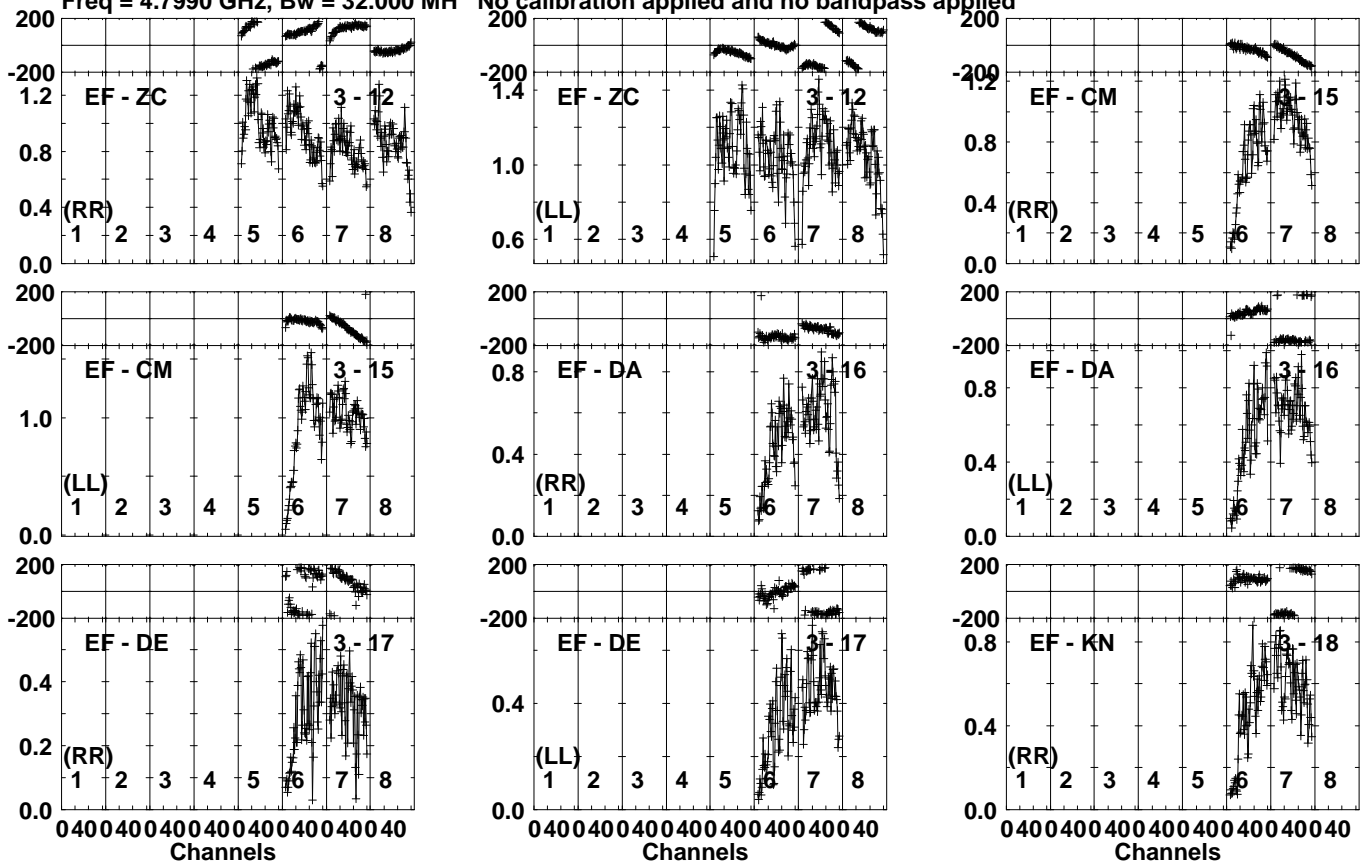 Freq = 4.7990 GHz, Bw = 32.000 MH No calibration applied and no bandpass applied
200 200 200
-200 -200 -200
1.2 EF - ZC 3 - 12 1.4 EF - ZC 3 - 12 1.2 EF - CM 3 - 15
0.8 1.0 0.8
0.4 0.6 0.4
(RR) (LL) (RR)
1 2 3 4 5 6 7 8 1 2 3 4 5 6 7 8 1 2 3 4 5 6 7 8
0.0 0.0
200 200 200
-200 -200 -200
EF - CM 3 - 15 EF - DA 3 - 16 EF - DA 3 - 16
1.0 0.8 0.8
0.4 0.4
(LL) (RR) (LL)
1 2 3 4 5 6 7 8 1 2 3 4 5 6 7 8 1 2 3 4 5 6 7 8
0.0 0.0 0.0
200 200 200
-200 -200 -200
EF - DE 3 - 17 EF - DE 3 - 17 EF - KN 3 - 18
0.4 0.4 0.8
0.2 0.4
(RR) (LL) (RR)
1 2 3 4 5 6 7 8 1 2 3 4 5 6 7 8 1 2 3 4 5 6 7 8
0.0 0.0 0.0
0 40 0 40 0 40 0 40 0 40 0 40 0 40 0 40 0 40 0 40 0 40 0 40 0 40 0 40 0 40 0 40 0 40 0 40 0 40 0 40 0 40 0 40 0 40 0 40
Channels Channels Channels